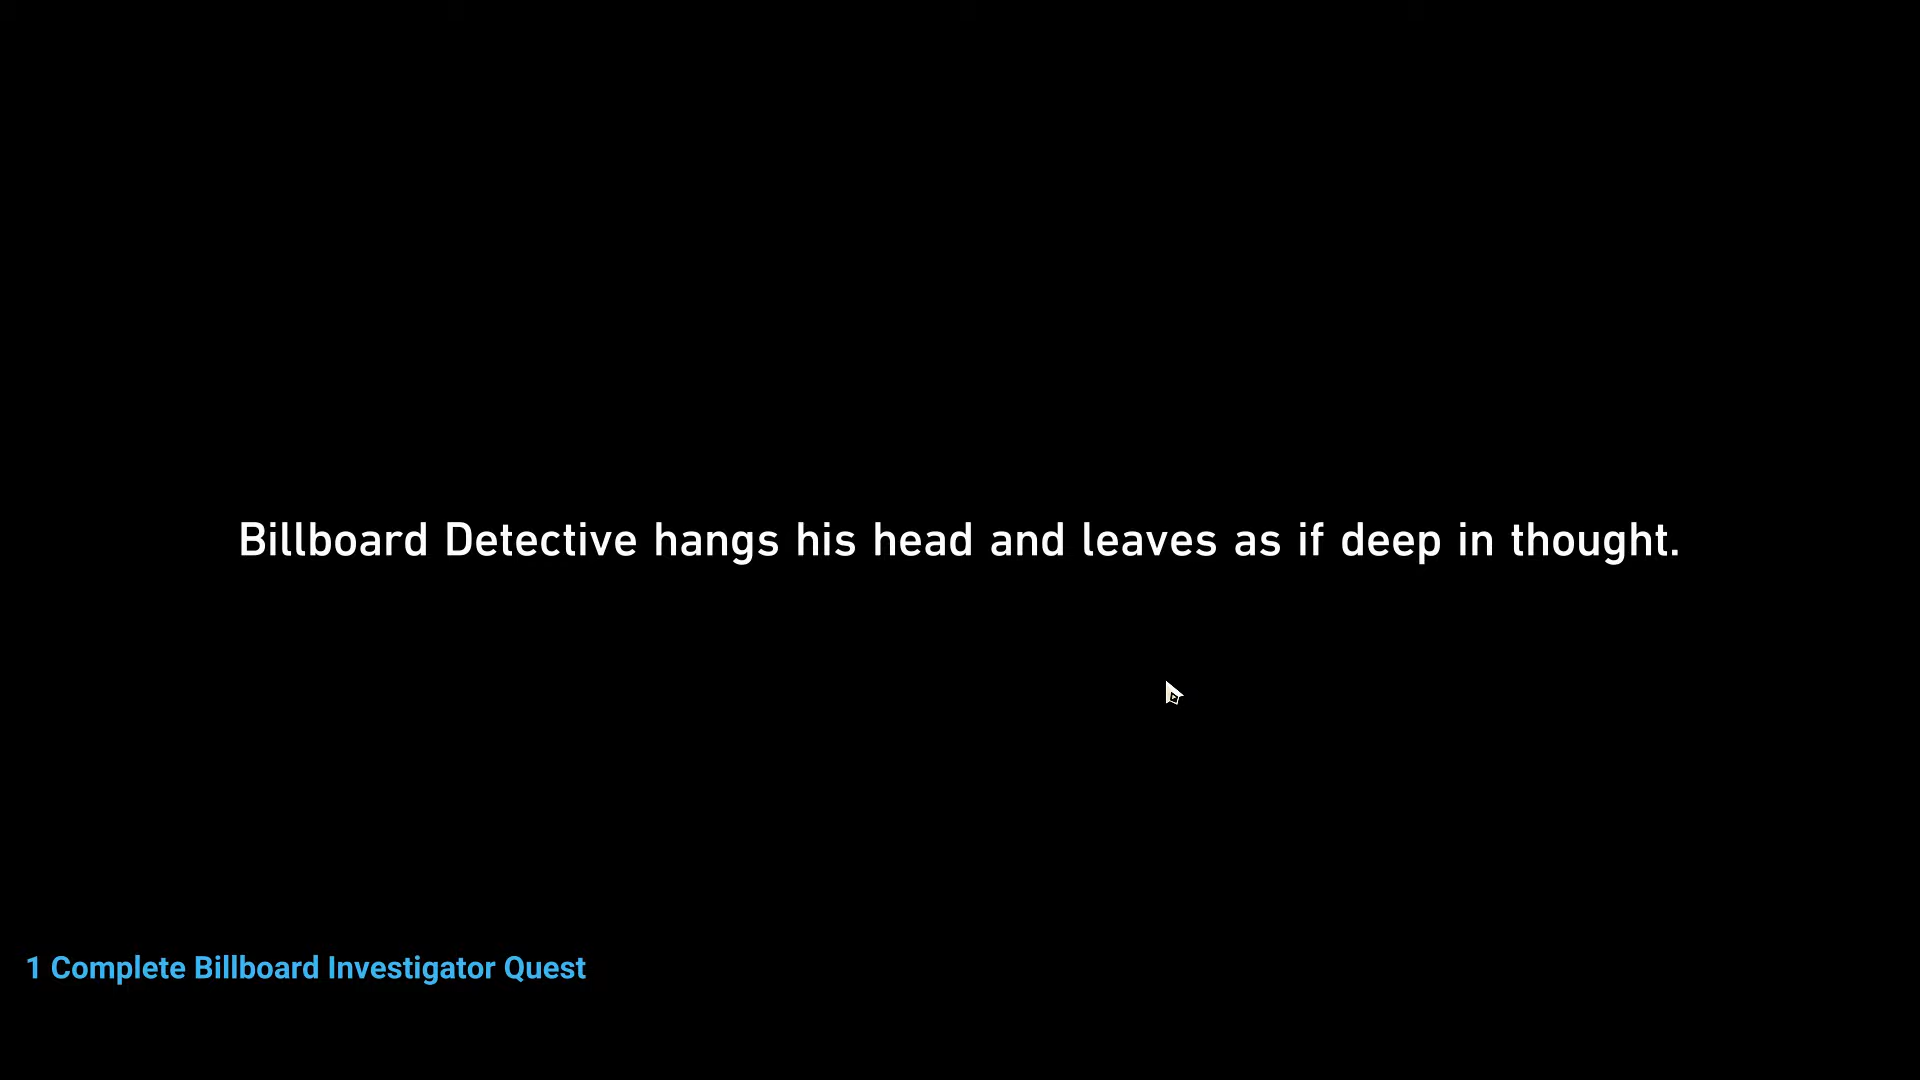 Billboard Detective hangs his head and leaves as if deep in thought.
1 Complete Billboard Investigator Quest